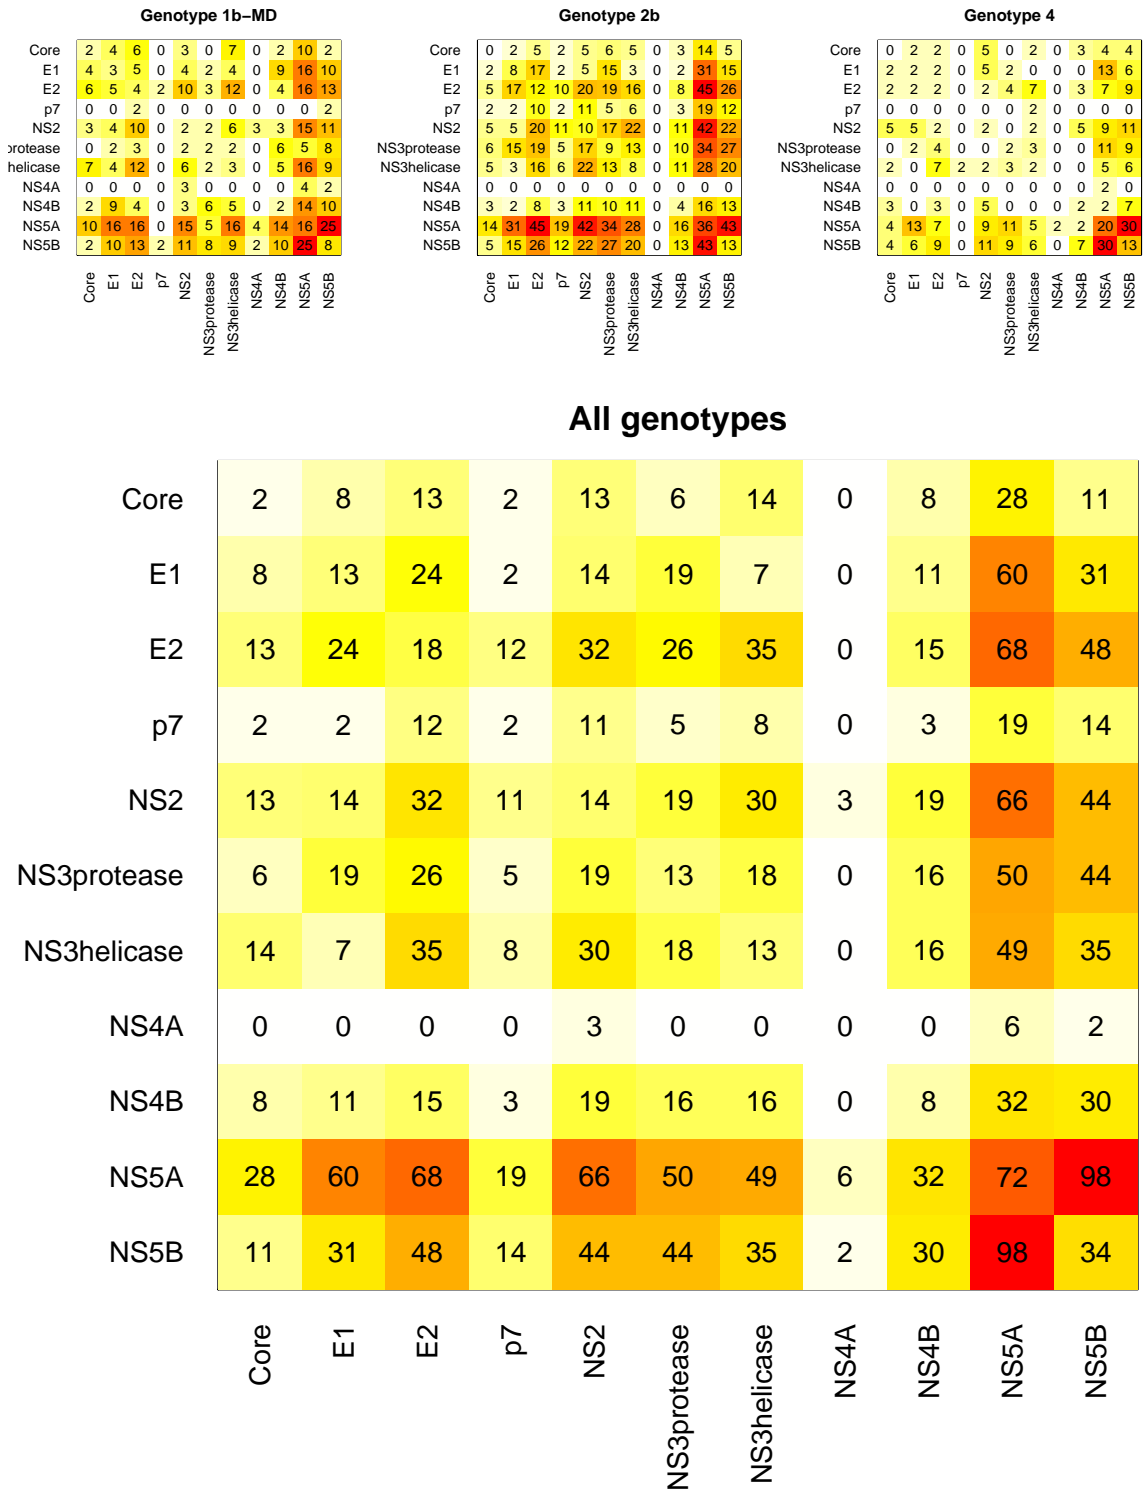 Genotype 1b−MD
Genotype 2b
Genotype 4
Core 2 4 6 0 3 0 7 0 2 10 2
E1 4 3 5 0 4 2 4 0 9 16 10
E2 6 5 4 2 10 3 12 0 4 16 13
p7 0 0 2 0 0 0 0 0 0 0 2
NS2 3 4 10 0 2 2 6 3 3 15 11
rotease 0 2 3 0 2 2 2 0 6 5 8
helicase 7 4 12 0 6 2 3 0 5 16 9
NS4A 0 0 0 0 3 0 0 0 0 4 2
NS4B 2 9 4 0 3 6 5 0 2 14 10
NS5A 10 16 16 0 15 5 16 4 14 16 25
NS5B 2 10 13 2 11 8 9 2 10 25 8
Core
E1
E2
p7
NS2
NS3protease
NS3helicase
NS4A
NS4B
NS5A
NS5B
Core 0 2 5 2 5 6 5 0 3 14 5
E1 2 8 17 2 5 15 3 0 2 31 15
E2 5 17 12 10 20 19 16 0 8 45 26
p7 2 2 10 2 11 5 6 0 3 19 12
NS2 5 5 20 11 10 17 22 0 11 42 22
NS3protease 6 15 19 5 17 9 13 0 10 34 27
NS3helicase 5 3 16 6 22 13 8 0 11 28 20
NS4A 0 0 0 0 0 0 0 0 0 0 0
NS4B 3 2 8 3 11 10 11 0 4 16 13
NS5A 14 31 45 19 42 34 28 0 16 36 43
NS5B 5 15 26 12 22 27 20 0 13 43 13
Core
E1
E2
p7
NS2
NS3protease
NS3helicase
NS4A
NS4B
NS5A
NS5B
Core 0 2 2 0 5 0 2 0 3 4 4
E1 2 2 2 0 5 2 0 0 0 13 6
E2 2 2 2 0 2 4 7 0 3 7 9
p7 0 0 0 0 0 0 2 0 0 0 0
NS2 5 5 2 0 2 0 2 0 5 9 11
NS3protease 0 2 4 0 0 2 3 0 0 11 9
NS3helicase 2 0 7 2 2 3 2 0 0 5 6
NS4A 0 0 0 0 0 0 0 0 0 2 0
NS4B 3 0 3 0 5 0 0 0 2 2 7
NS5A 4 13 7 0 9 11 5 2 2 20 30
NS5B 4 6 9 0 11 9 6 0 7 30 13
Core
E1
E2
p7
NS2
NS3protease
NS3helicase
NS4A
NS4B
NS5A
NS5B
All genotypes
Core 2 8 13 2 13 6 14 0 8 28 11
E1 8 13 24 2 14 19 7 0 11 60 31
E2 13 24 18 12 32 26 35 0 15 68 48
p7 2 2 12 2 11 5 8 0 3 19 14
NS2 13 14 32 11 14 19 30 3 19 66 44
NS3protease 6 19 26 5 19 13 18 0 16 50 44
NS3helicase 14 7 35 8 30 18 13 0 16 49 35
NS4A 0 0 0 0 3 0 0 0 0 6 2
NS4B 8 11 15 3 19 16 16 0 8 32 30
NS5A 28 60 68 19 66 50 49 6 32 72 98
NS5B 11 31 48 14 44 44 35 2 30 98 34
Core
E1
E2
p7
NS2
NS3protease
NS3helicase
NS4A
NS4B
NS5A
NS5B